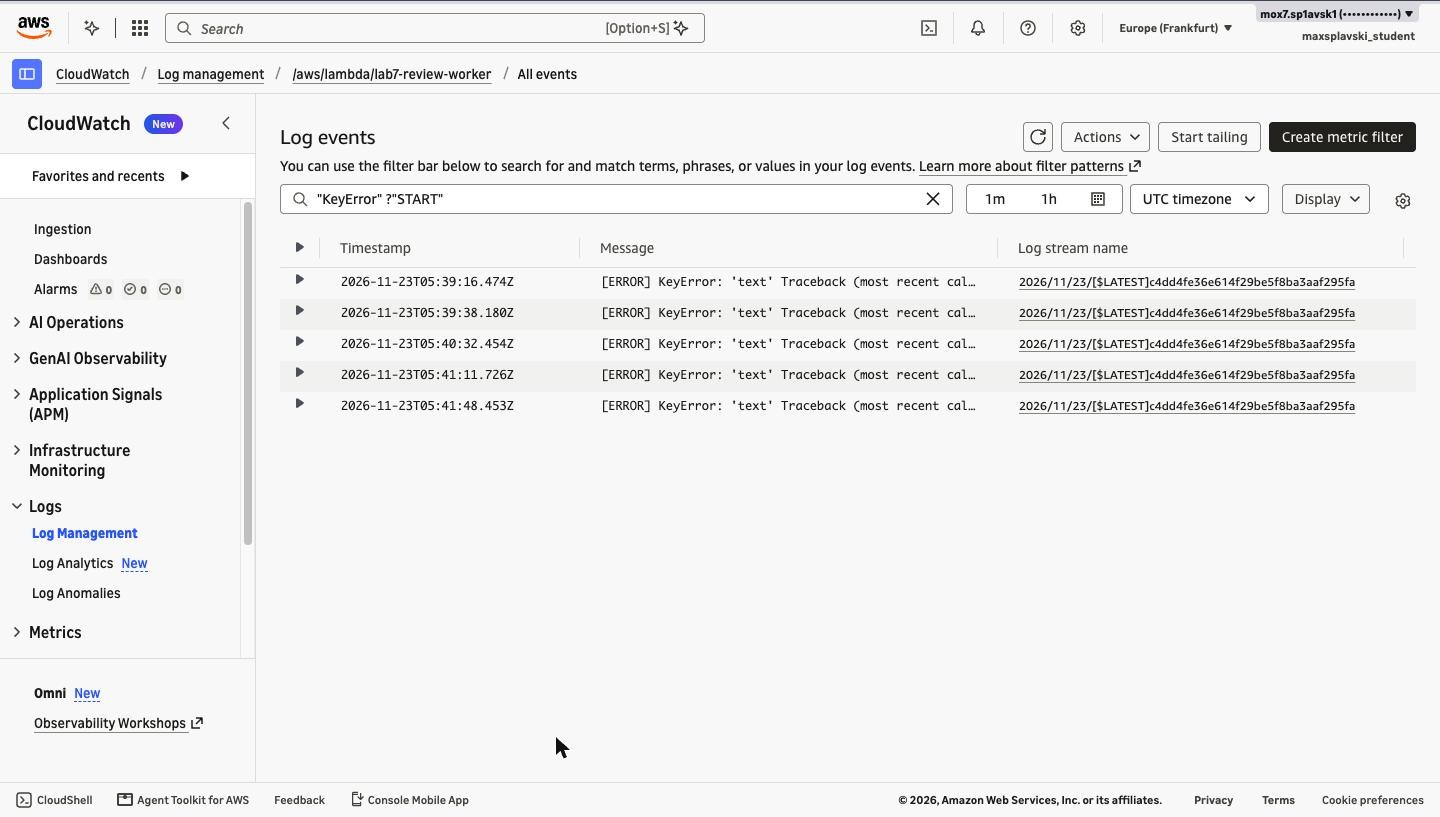 aws
Search [Option+S]
Europe (Frankfurt)
mox7.sp1avsk1 (••••••••••••)
maxsplavski_student
CloudWatch / Log management / /aws/lambda/lab7-review-worker / All events
CloudWatch New
Favorites and recents
Ingestion
Dashboards
Alarms 0 0 0
AI Operations
GenAI Observability
Application Signals
(APM)
Infrastructure
Monitoring
Logs
Log Management
Log Analytics New
Log Anomalies
Metrics
Omni New
Observability Workshops
Log events
Actions Start tailing Create metric filter
You can use the filter bar below to search for and match terms, phrases, or values in your log events. Learn more about filter patterns
"KeyError" ?"START" 1m 1h UTC timezone Display
Timestamp Message Log stream name
2026-11-23T05:39:16.474Z [ERROR] KeyError: 'text' Traceback (most recent cal… 2026/11/23/[$LATEST]c4dd4fe36e614f29be5f8ba3aaf295fa
2026-11-23T05:39:38.180Z [ERROR] KeyError: 'text' Traceback (most recent cal… 2026/11/23/[$LATEST]c4dd4fe36e614f29be5f8ba3aaf295fa
2026-11-23T05:40:32.454Z [ERROR] KeyError: 'text' Traceback (most recent cal… 2026/11/23/[$LATEST]c4dd4fe36e614f29be5f8ba3aaf295fa
2026-11-23T05:41:11.726Z [ERROR] KeyError: 'text' Traceback (most recent cal… 2026/11/23/[$LATEST]c4dd4fe36e614f29be5f8ba3aaf295fa
2026-11-23T05:41:48.453Z [ERROR] KeyError: 'text' Traceback (most recent cal… 2026/11/23/[$LATEST]c4dd4fe36e614f29be5f8ba3aaf295fa
CloudShell Agent Toolkit for AWS Feedback Console Mobile App © 2026, Amazon Web Services, Inc. or its affiliates. Privacy Terms Cookie preferences